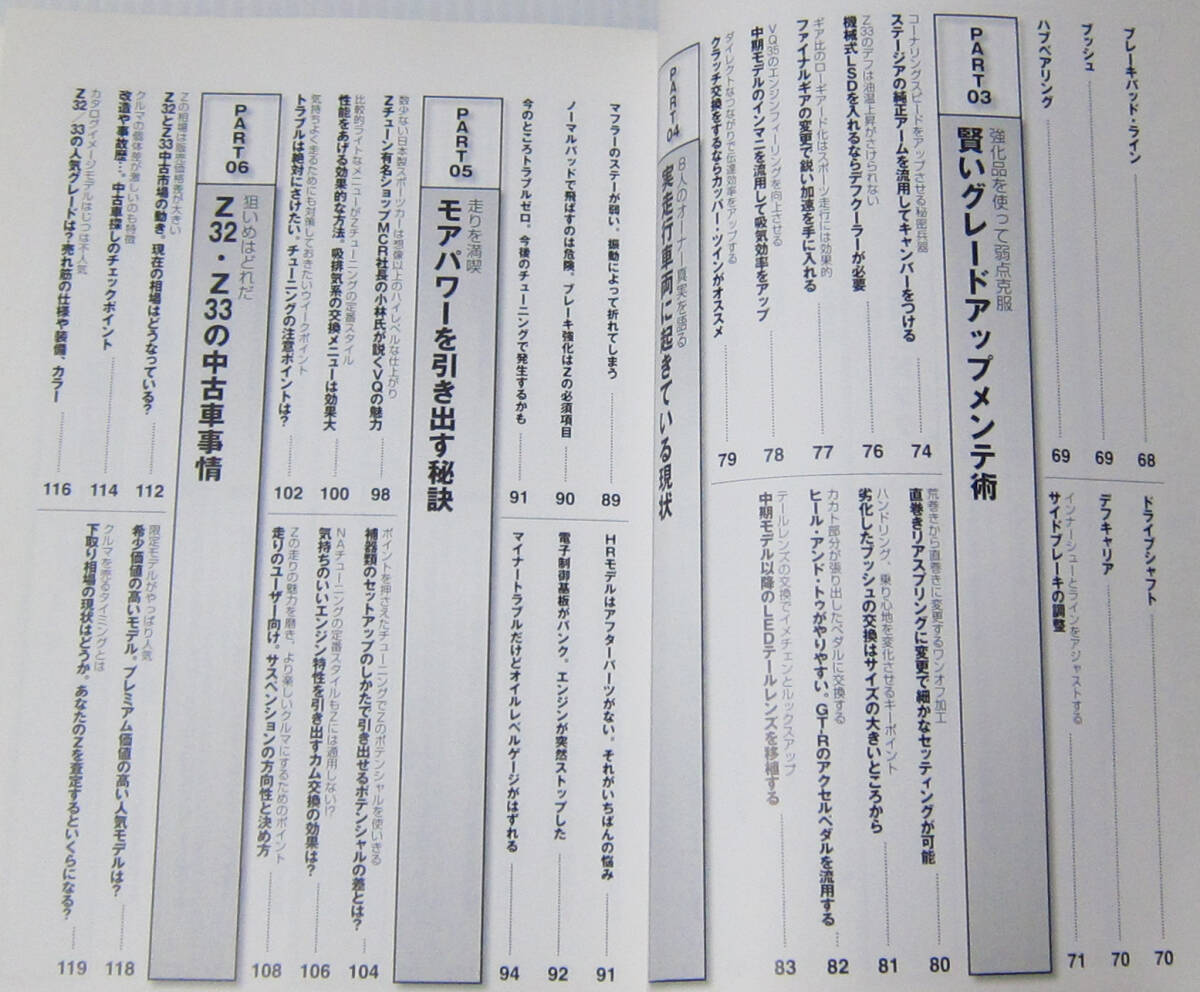 ブレーキパッド・ライン 68
ブッシュ 69
ハブベアリング 69
ドライブシャフト 70
デフキャリア 70
インナーシューとラインをアジャストする
サイドブレーキの調整 71
PART 03
強化品を使って弱点克服
賢いグレードアップメンテ術
コーナリングスピードをアップさせる秘密兵器
ステージアの純正アームを流用してキャンバーをつける 74
Z33のデフは油温上昇がさけられない
機械式LSDを入れるならデフクーラーが必要 76
ギア比のローギアード化はスポーツ走行には効果的
ファイナルギアの変更で鋭い加速を手に入れる 77
VQ35のエンジンフィーリングを向上させる
中期モデルのインマニを流用して吸気効率をアップ 78
ダイレクトなつながりで伝達効率をアップする
クラッチ交換をするならカッパー・ツインがオススメ 79
荒巻きから直巻きに変更するワンオフ加工
直巻きリアスプリングに変更で細かなセッティングが可能 80
ハンドリング、乗り心地を変化させるキーポイント
劣化したブッシュの交換はサイズの大きいところから 81
カカト部分が張り出したペダルに交換する
ヒール・アンド・トゥがやりやすい。GT-Rのアクセルペダルを流用する 82
テールレンズの交換でイメチェンとルックスアップ
中期モデル以降のLEDテールレンズを移植する 83
PART 04
8人のオーナー真実を語る
実走行車両に起きている現状
マフラーのステーが弱い。振動によって折れてしまう 89
ノーマルパッドで飛ばすのは危険。ブレーキ強化はZの必須項目 90
今のところトラブルゼロ。今後のチューニングで発生するかも 91
HRモデルはアフターパーツがない。それがいちばんの悩み 91
電子制御基板がパンク。エンジンが突然ストップした 92
マイナートラブルだけどオイルレベルゲージがはずれる 94
PART 05
走りを満喫
モアパワーを引き出す秘訣
数少ない日本製スポーツカーは想像以上のハイレベルな仕上がり
Zチューン有名ショップMCR社長の小林氏が説くVQの魅力 98
比較的ライトなメニューがZチューニングの定番スタイル
性能をあげる効果的な方法。吸排気系の交換メニューは効果大 100
気持ちよく走るためにも対策しておきたいウイークポイント
トラブルは絶対にさけたい。チューニングの注意ポイントは? 102
ポイントを押さえたチューニングでZのポテンシャルを使いきる
補器類のセットアップのしかたで引き出せるポテンシャルの差とは? 104
NAチューニングの定番スタイルもZには通用しない!?
気持ちのいいエンジン特性を引き出すカム交換の効果は? 106
Zの走りの魅力を磨き、より楽しいクルマにするためのポイント
走りのユーザー向け。サスペンションの方向性と決め方 108
PART 06
狙いめはどれだ
Z32・Z33の中古車事情
Zの相場は販売価格差が大きい
Z32とZ33中古市場の動き。現在の相場はどうなっている? 112
クルマの個体差が激しいのも特徴
改造や事故歴…。中古車探しのチェックポイント 114
カタログイメージモデルはじつは不人気
Z32/33の人気グレードは?売れ筋の仕様や装備、カラー 116
限定モデルがやっぱり人気
希少価値の高いモデル。プレミアム価値の高い人気モデルは? 118
クルマを売るタイミングとは
下取り相場の現状はどうか。あなたのZを査定するといくらになる? 119